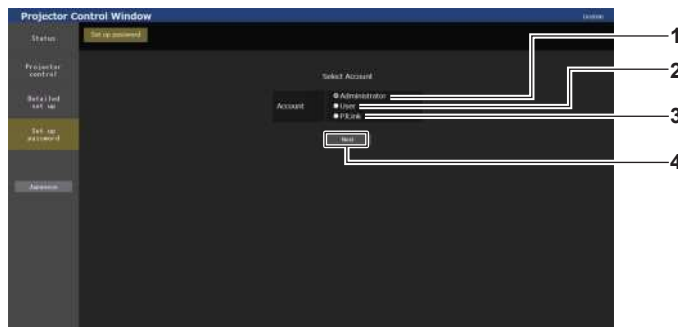 Projector Control Window
Status
Set up password
Projector
control
Detailed
set up
Set up
password
Japanese
Select Account
Account
Administrator
User
PJLink
Next
1
2
3
4